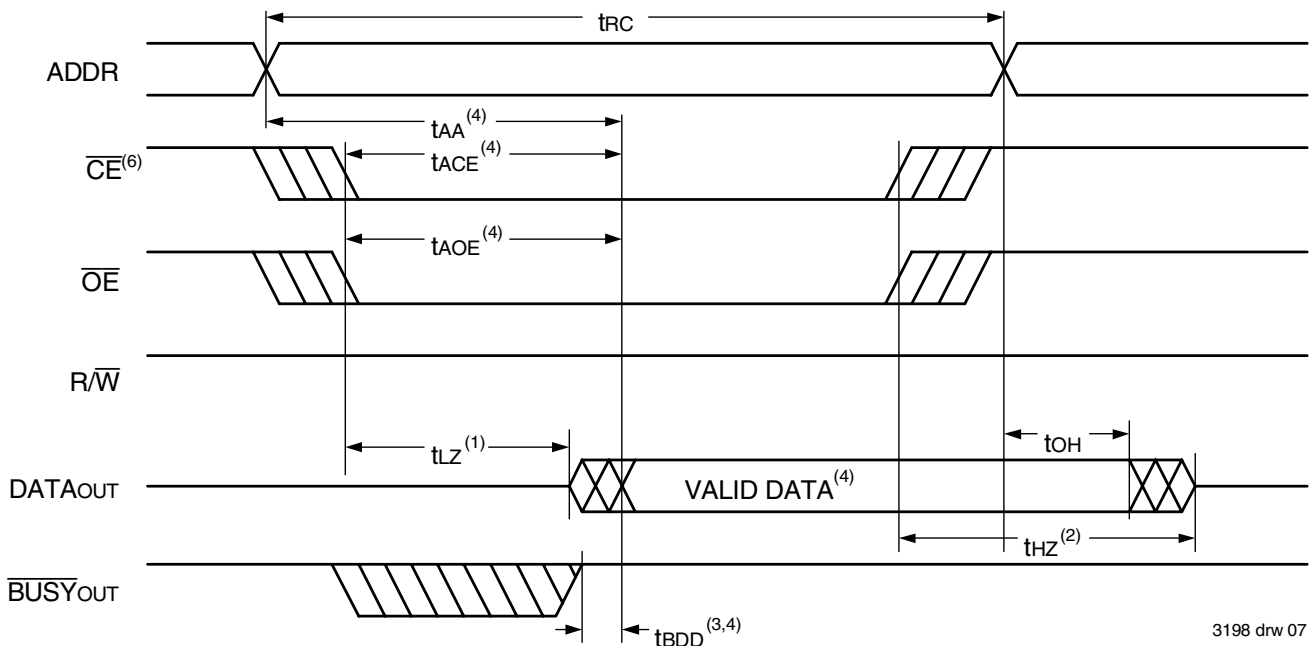 tRC
ADDR
tAA(4)
CE(6)
tACE(4)
tAOE(4)
OE
R/W
tLZ(1)
tOH
DATAOUT
VALID DATA(4)
tHZ(2)
BUSYOUT
tBDD(3,4)
3198 drw 07